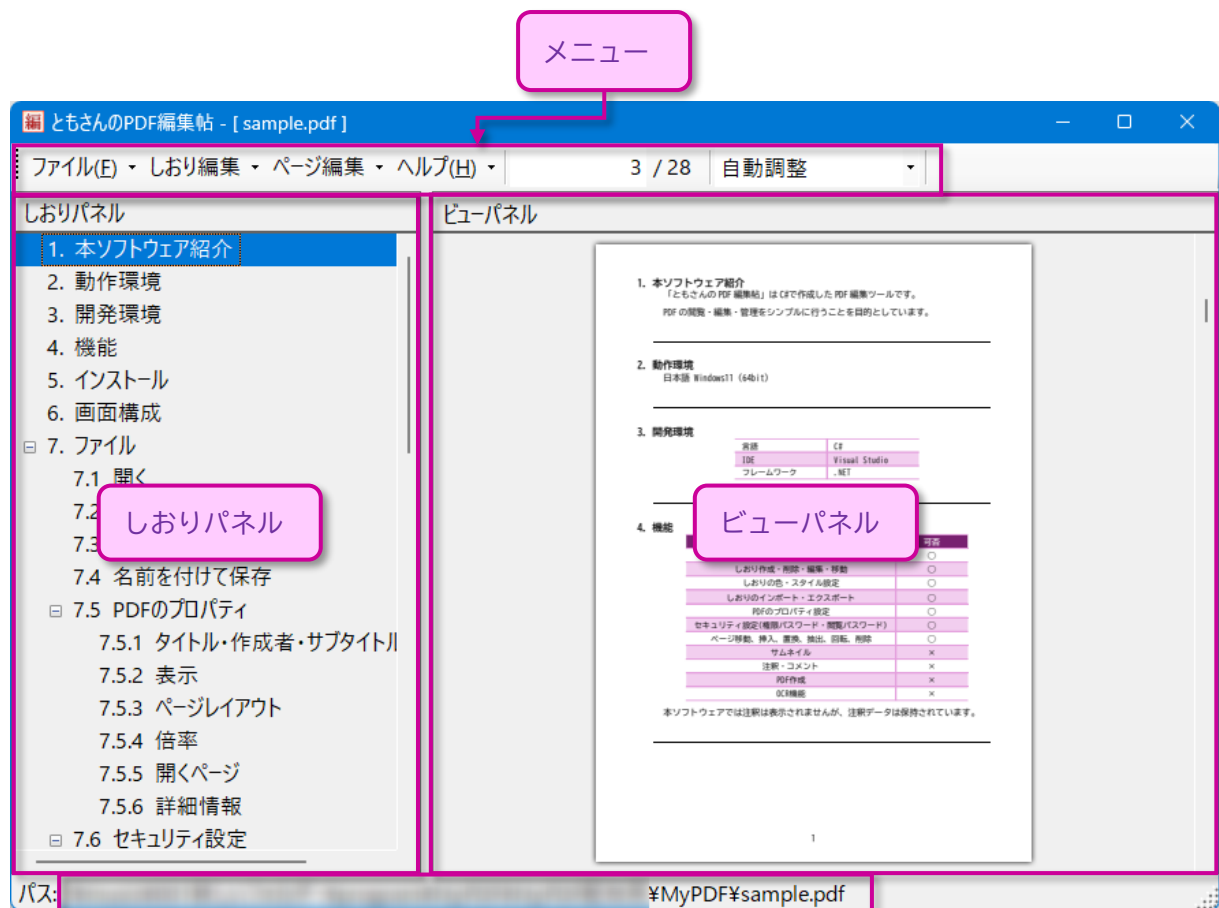 メニュー
編 ともさんのPDF編集帖 - [ sample.pdf ]
ファイル(F) しおり編集 ページ編集 ヘルプ(H) 3 / 28 自動調整
しおりパネル
1. 本ソフトウェア紹介
2. 動作環境
3. 開発環境
4. 機能
5. インストール
6. 画面構成
7. ファイル
7.1 開く
7.2
7.3
しおりパネル
7.4 名前を付けて保存
7.5 PDFのプロパティ
7.5.1 タイトル・作成者・サブタイトル
7.5.2 表示
7.5.3 ページレイアウト
7.5.4 倍率
7.5.5 開くページ
7.5.6 詳細情報
7.6 セキュリティ設定
ビューパネル
1. 本ソフトウェア紹介
「ともさんの PDF 編集帖」は C#で作成した PDF 編集ツールです。
PDF の閲覧・編集・管理をシンプルに行うことを目的としています。
2. 動作環境
日本語 Windows11 (64bit)
3. 開発環境
言語 C#
IDE Visual Studio
フレームワーク .NET
4. 機能
ビューパネル
可否
○
しおり作成・削除・編集・移動 ○
しおりの色・スタイル設定 ○
しおりのインポート・エクスポート ○
PDFのプロパティ設定 ○
セキュリティ設定(権限パスワード・閲覧パスワード) ○
ページ移動、挿入、置換、抽出、回転、削除 ○
サムネイル ×
注釈・コメント ×
PDF作成 ×
OCR機能 ×
本ソフトウェアでは注釈は表示されませんが、注釈データは保持されています。
1
パス: ¥MyPDF¥sample.pdf